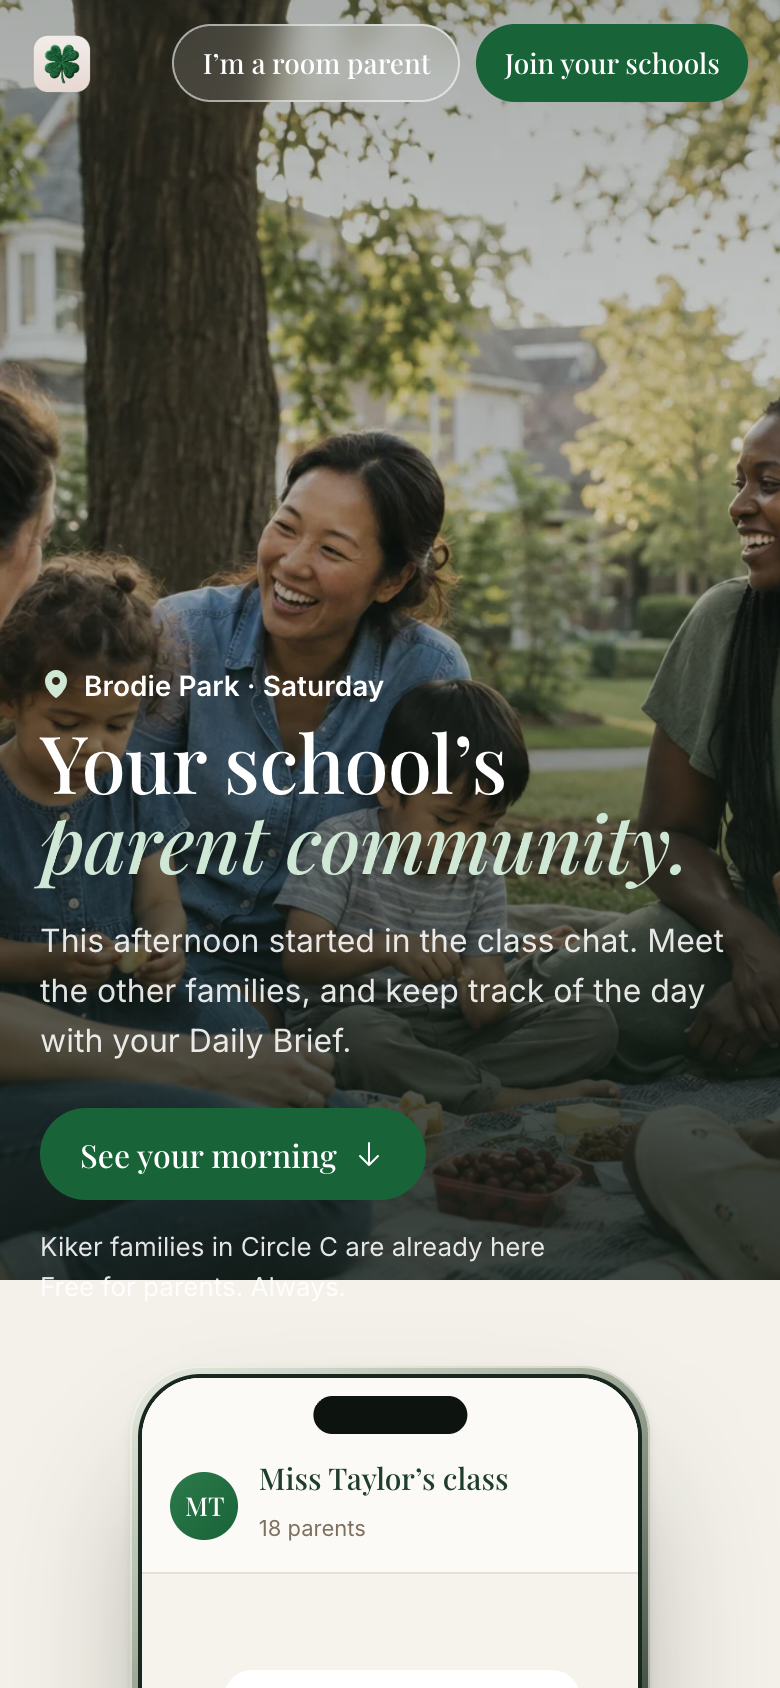 I’m a room parent
Join your schools
Brodie Park · Saturday
Your school’s
parent community.
This afternoon started in the class chat. Meet
the other families, and keep track of the day
with your Daily Brief.
See your morning ↓
Kiker families in Circle C are already here
Free for parents. Always.
MT
Miss Taylor’s class
18 parents